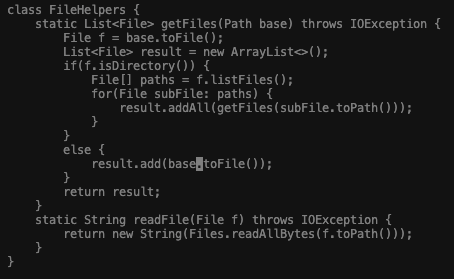 class FileHelpers {
    static List<File> getFiles(Path base) throws IOException {
        File f = base.toFile();
        List<File> result = new ArrayList<>();
        if(f.isDirectory()) {
            File[] paths = f.listFiles();
            for(File subFile: paths) {
                result.addAll(getFiles(subFile.toPath()));
            }
        }
        else {
            result.add(base.toFile());
        }
        return result;
    }
    static String readFile(File f) throws IOException {
        return new String(Files.readAllBytes(f.toPath()));
    }
}